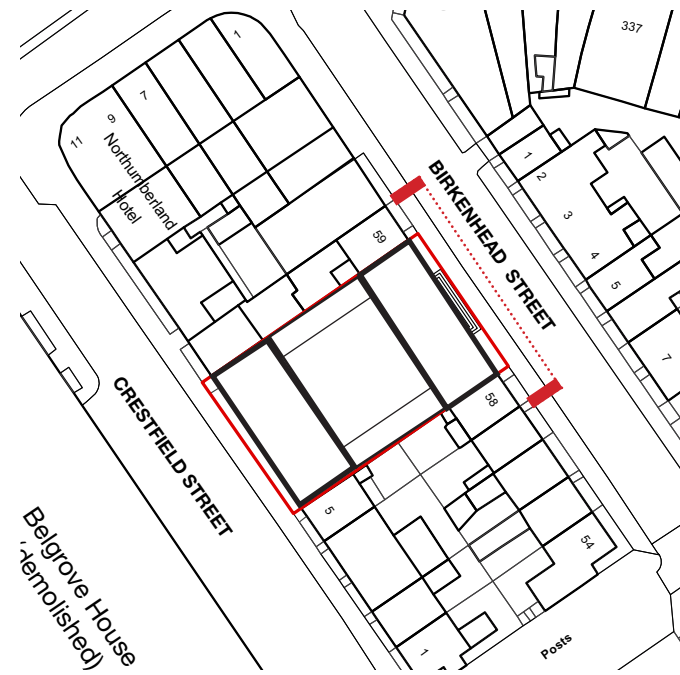 337
1
7
9
11
Northumberland
Hotel
BIRKENHEAD STREET
1
2
3
4
5
7
59
58
CRESTFIELD STREET
5
54
1
Posts
Belgrove House
(demolished)